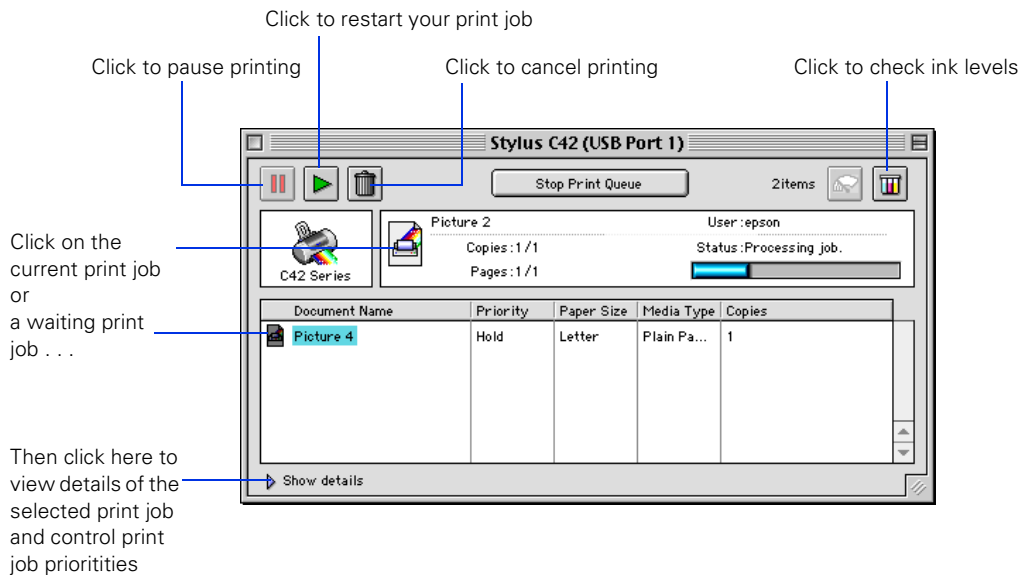 Click to restart your print job
Click to pause printing
Click to cancel printing
Click to check ink levels
Stylus C42 (USB Port 1)
Stop Print Queue
2items
Click on the
current print job
or
a waiting print
job . . .
C42 Series
Picture 2
User :epson
Copies :1/1
Status :Processing job.
Pages :1/1
Document Name
Priority
Paper Size
Media Type
Copies
Picture 4
Hold
Letter
Plain Pa...
1
Then click here to
view details of the
selected print job
and control print
job prioritities
Show details